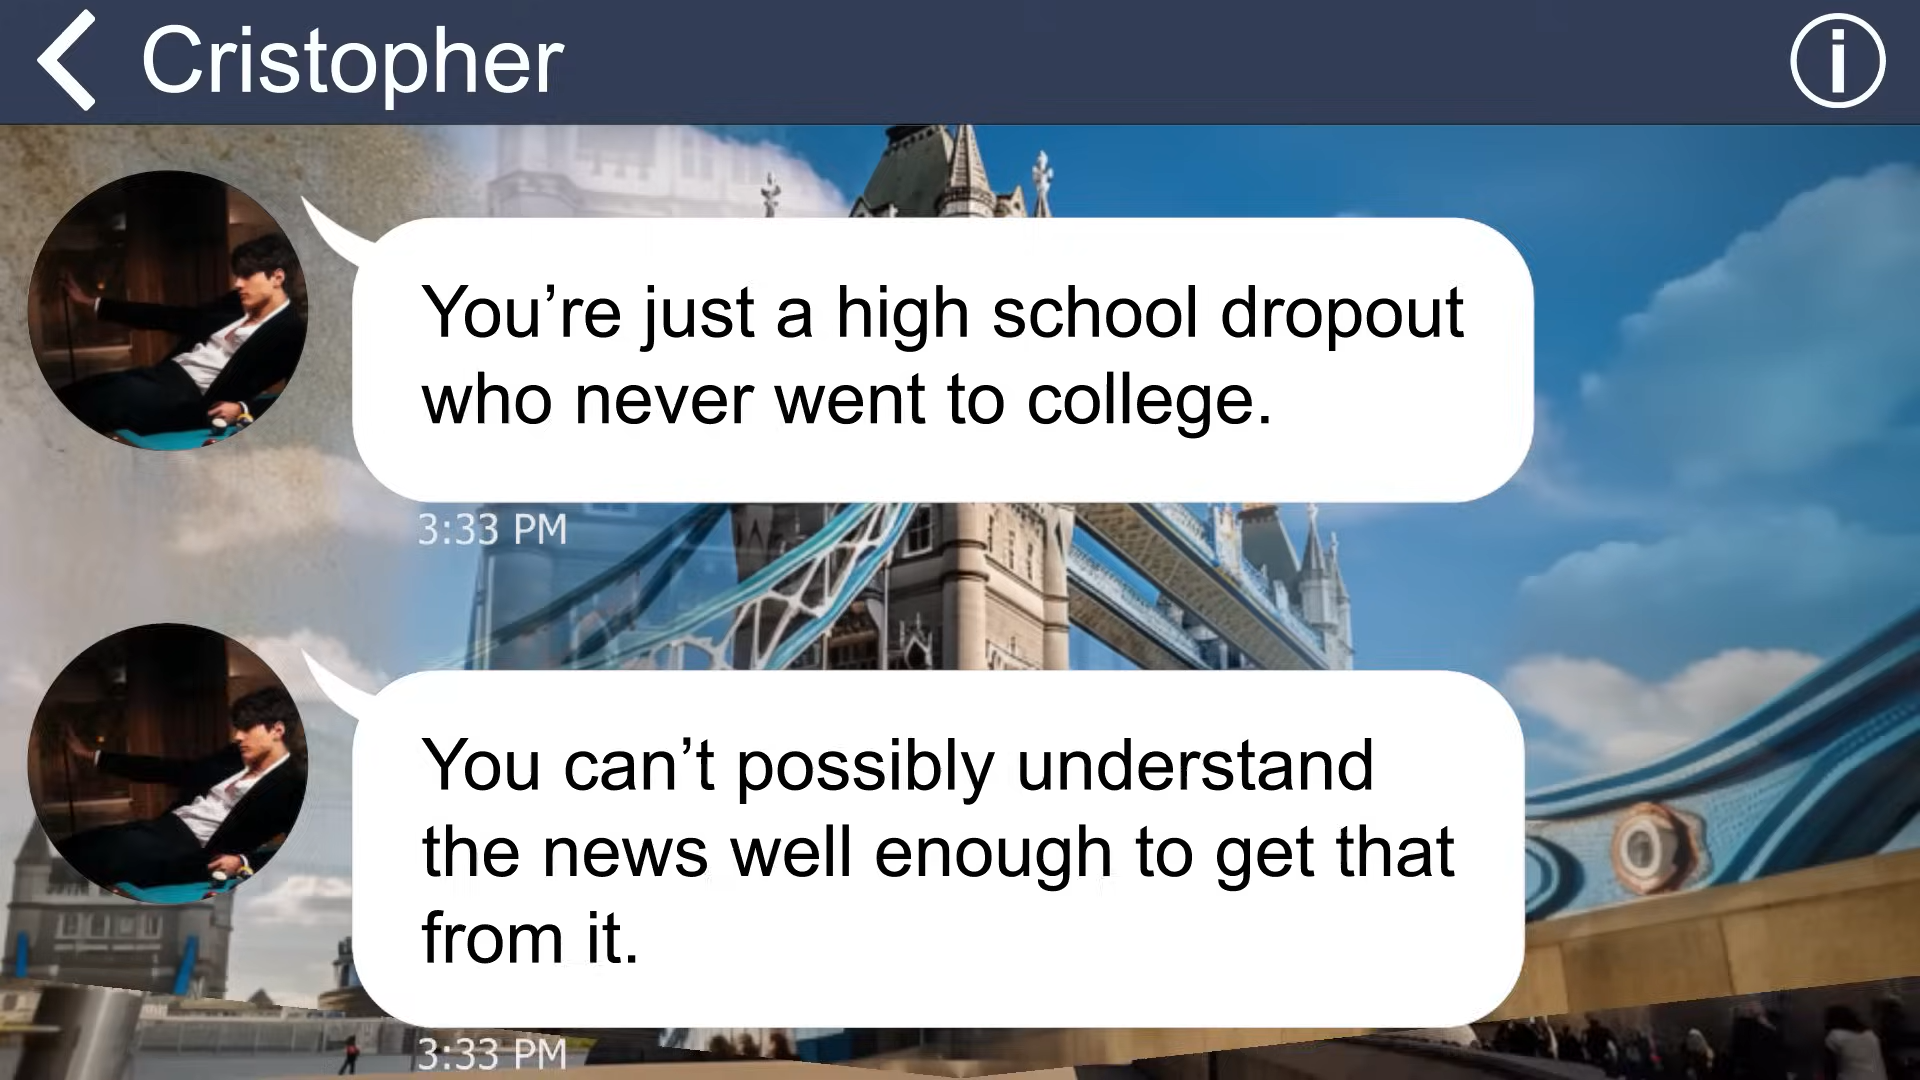 Cristopher
You’re just a high school dropout
who never went to college.
3:33 PM
You can’t possibly understand
the news well enough to get that
from it.
3:33 PM